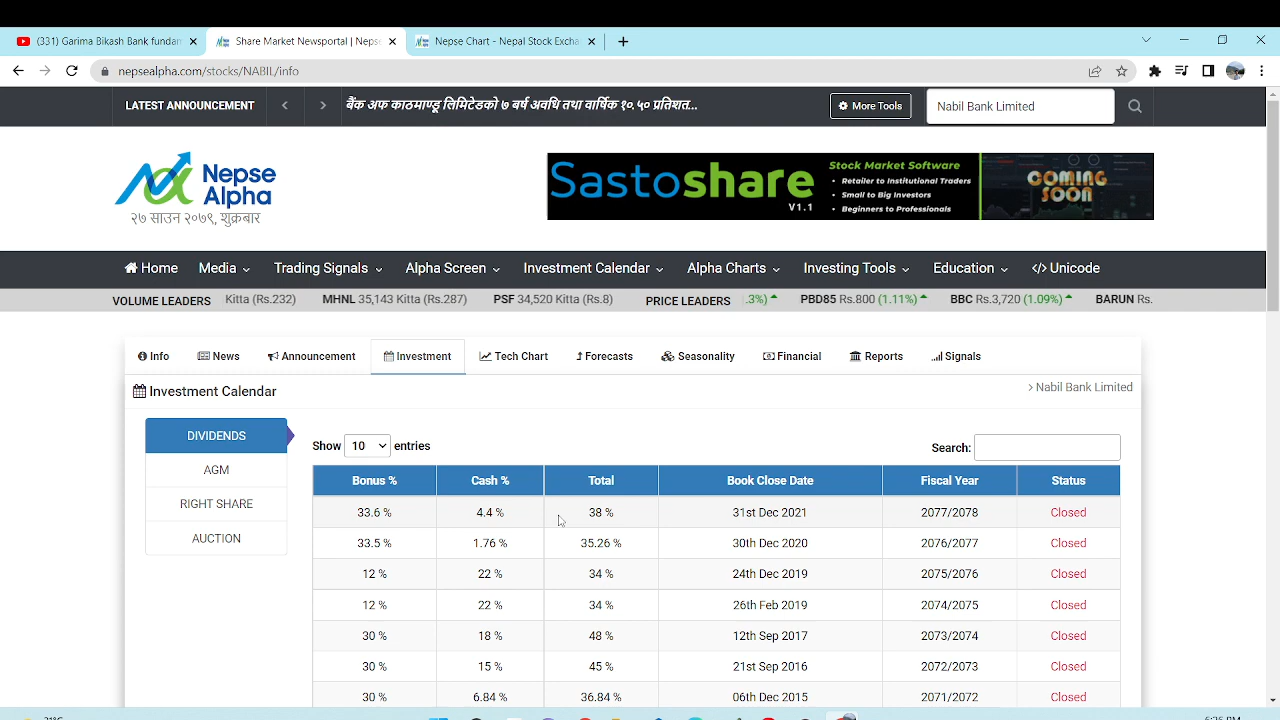 (331) Garima Bikash Bank fundan
Share Market Newsportal | Nepse
Nepse Chart - Nepal Stock Excha
nepsealpha.com/stocks/NABIL/info
LATEST ANNOUNCEMENT
बैंक अफ काठमाण्डू लिमिटेडको ७ बर्ष अवधि तथा वार्षिक १०.५० प्रतिशत...
More Tools
Nabil Bank Limited
Nepse Alpha
२७ साउन २०७९, शुक्रबार
Sastoshare
V1.1
Stock Market Software
• Retailer to Institutional Traders
• Small to Big Investors
• Beginners to Professionals
COMING SOON
Home Media Trading Signals Alpha Screen Investment Calendar Alpha Charts Investing Tools Education </> Unicode
VOLUME LEADERS Kitta (Rs.232) MHNL 35,143 Kitta (Rs.287) PSF 34,520 Kitta (Rs.8) PRICE LEADERS .3%) PBD85 Rs.800 (1.11%) BBC Rs.3,720 (1.09%) BARUN Rs.
Info News Announcement Investment Tech Chart Forecasts Seasonality Financial Reports Signals
Investment Calendar
> Nabil Bank Limited
DIVIDENDS
AGM
RIGHT SHARE
AUCTION
Show 10 entries
Search:
Bonus % Cash % Total Book Close Date Fiscal Year Status
33.6 % 4.4 % 38 % 31st Dec 2021 2077/2078 Closed
33.5 % 1.76 % 35.26 % 30th Dec 2020 2076/2077 Closed
12 % 22 % 34 % 24th Dec 2019 2075/2076 Closed
12 % 22 % 34 % 26th Feb 2019 2074/2075 Closed
30 % 18 % 48 % 12th Sep 2017 2073/2074 Closed
30 % 15 % 45 % 21st Sep 2016 2072/2073 Closed
30 % 6.84 % 36.84 % 06th Dec 2015 2071/2072 Closed